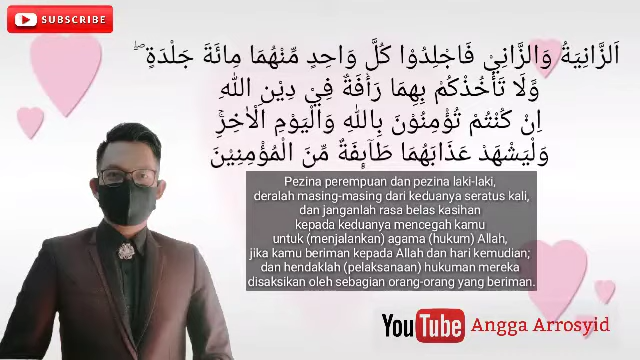 SUBSCRIBE
اَلزَّانِيَةُ وَالزَّانِيْ فَاجْلِدُوْا كُلَّ وَاحِدٍ مِّنْهُمَا مِائَةَ جَلْدَةٍ ۖ
وَّلَا تَأْخُذْكُمْ بِهِمَا رَأْفَةٌ فِيْ دِيْنِ اللّٰهِ
اِنْ كُنْتُمْ تُؤْمِنُوْنَ بِاللّٰهِ وَالْيَوْمِ الْاٰخِرِۚ
وَلْيَشْهَدْ عَذَابَهُمَا طَاۤىِٕفَةٌ مِّنَ الْمُؤْمِنِيْنَ
Pezina perempuan dan pezina laki-laki,
deralah masing-masing dari keduanya seratus kali,
dan janganlah rasa belas kasihan
kepada keduanya mencegah kamu
untuk (menjalankan) agama (hukum) Allah,
jika kamu beriman kepada Allah dan hari kemudian;
dan hendaklah (pelaksanaan) hukuman mereka
disaksikan oleh sebagian orang-orang yang beriman.
YouTube Angga Arrosyid